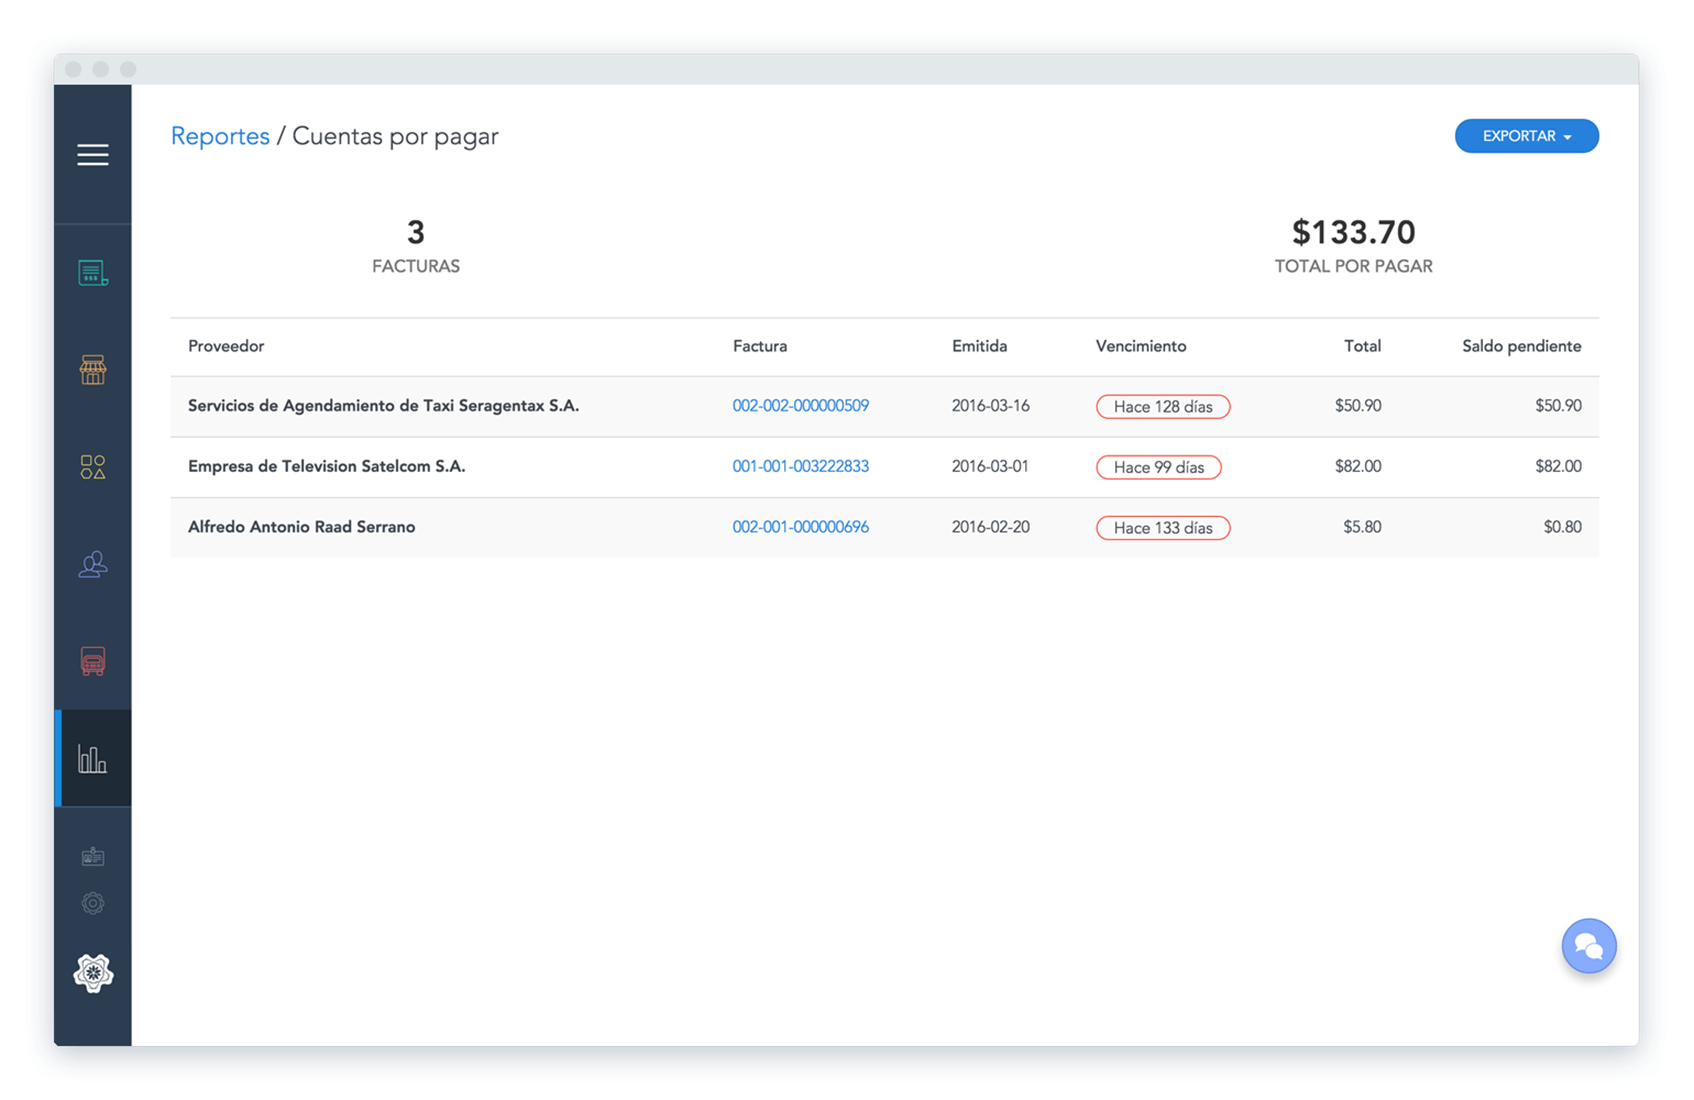 Reportes / Cuentas por pagar
EXPORTAR
3
FACTURAS
$133.70
TOTAL POR PAGAR
Proveedor Factura Emitida Vencimiento Total Saldo pendiente
Servicios de Agendamiento de Taxi Seragentax S.A. 002-002-000000509 2016-03-16 Hace 128 días $50.90 $50.90
Empresa de Television Satelcom S.A. 001-001-003222833 2016-03-01 Hace 99 días $82.00 $82.00
Alfredo Antonio Raad Serrano 002-001-000000696 2016-02-20 Hace 133 días $5.80 $0.80